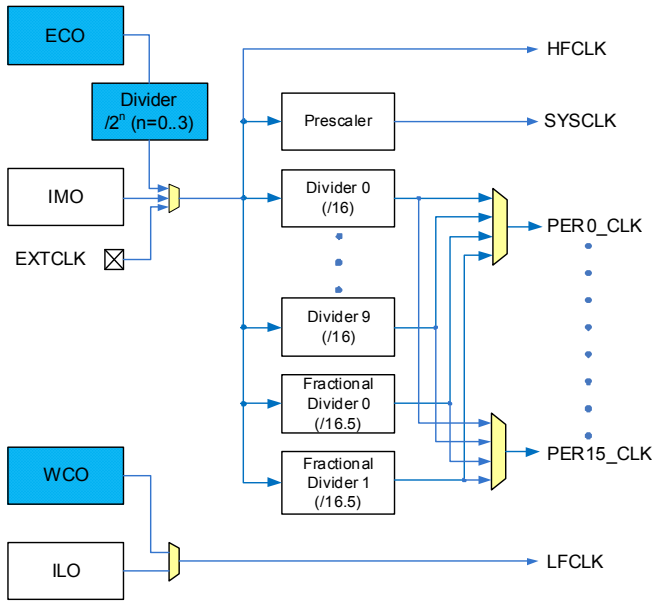 ECO
HFCLK
Divider
/2ⁿ (n=0..3)
Prescaler
SYSCLK
IMO
Divider 0
(/16)
PER0_CLK
EXTCLK
Divider 9
(/16)
Fractional
Divider 0
(/16.5)
PER15_CLK
WCO
Fractional
Divider 1
(/16.5)
ILO
LFCLK